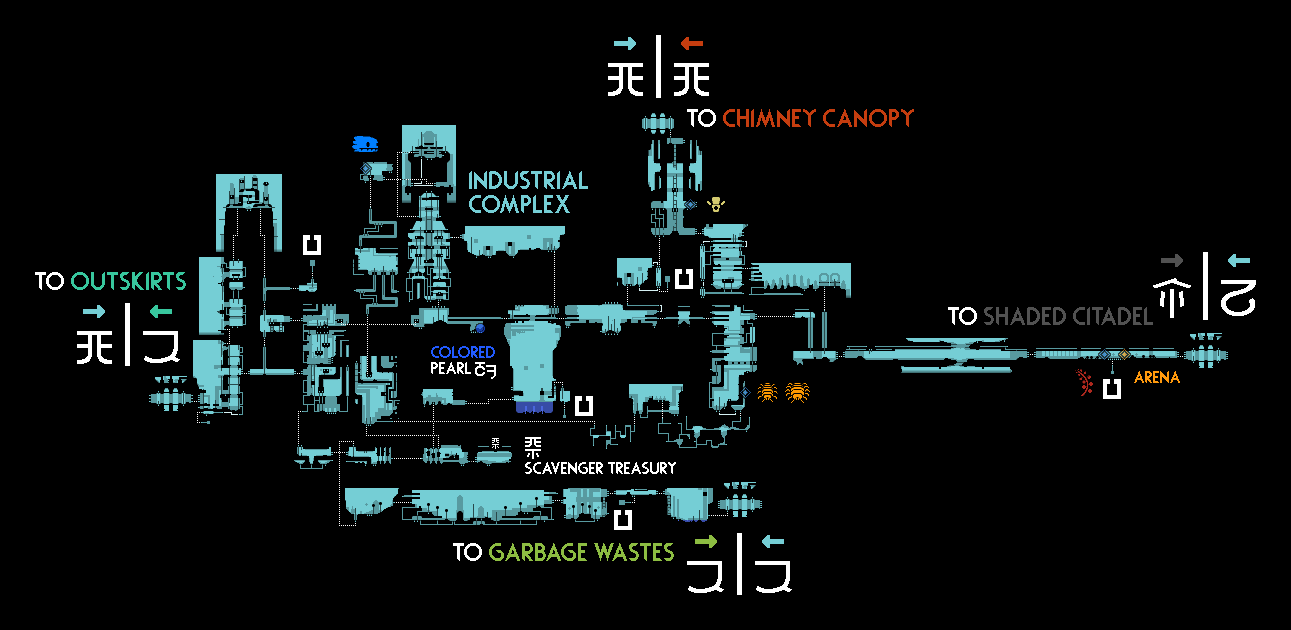 TO CHIMNEY CANOPY
INDUSTRIAL
COMPLEX
TO OUTSKIRTS
TO SHADED CITADEL
COLORED
PEARL
ARENA
SCAVENGER TREASURY
TO GARBAGE WASTES